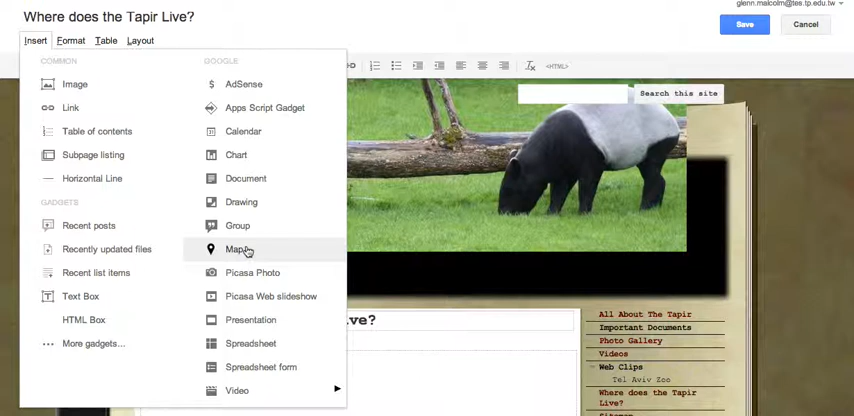 glenn.malcolm@tes.tp.edu.tw
Where does the Tapir Live?
Save
Cancel
Insert
Format
Table
Layout
<HTML>
COMMON
Image
Link
Table of contents
Subpage listing
Horizontal Line
GADGETS
Recent posts
Recently updated files
Recent list items
Text Box
HTML Box
More gadgets...
GOOGLE
AdSense
Apps Script Gadget
Calendar
Chart
Document
Drawing
Group
Map
Picasa Photo
Picasa Web slideshow
Presentation
Spreadsheet
Spreadsheet form
Video
Search this site
ve?
All About The Tapir
Important Documents
Photo Gallery
Videos
Web Clips
Tel Aviv Zoo
Where does the Tapir
Live?